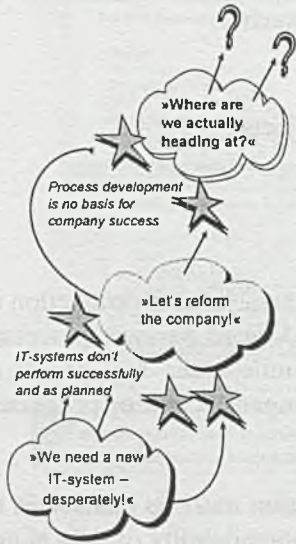 ? ?
»Where are
we actually
heading at?«
Process development
is no basis for
company success
»Let's reform
the company!«
IT-systems don't
perform successfully
and as planned
»We need a new
IT-system –
desperately!«